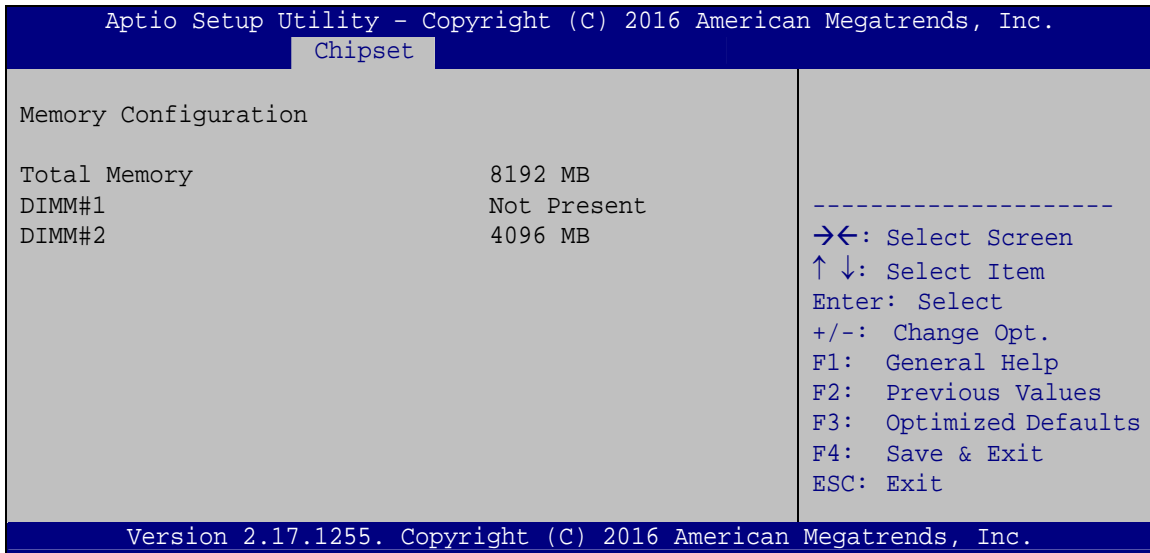 Aptio Setup Utility – Copyright (C) 2016 American Megatrends, Inc.
Chipset
Memory Configuration
Total Memory 8192 MB
DIMM#1 Not Present
DIMM#2 4096 MB
---------------------
→←: Select Screen
↑ ↓: Select Item
Enter: Select
+/-: Change Opt.
F1: General Help
F2: Previous Values
F3: Optimized Defaults
F4: Save & Exit
ESC: Exit
Version 2.17.1255. Copyright (C) 2016 American Megatrends, Inc.